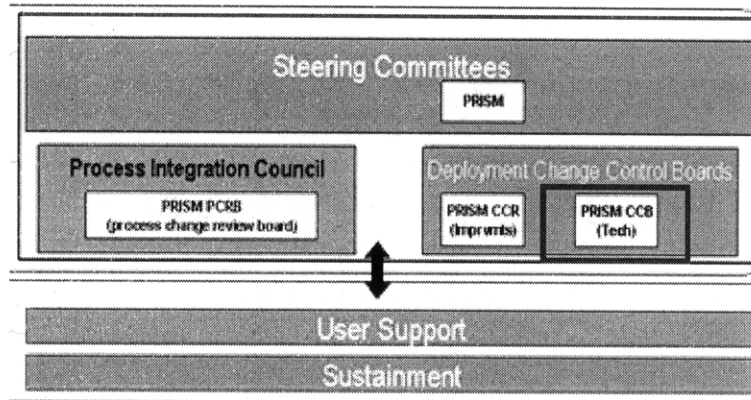 Steering Committees
PRISM
Process Integration Council
PRISM PCRB
(process change review board)
Deployment Change Control Boards
PRISM CCR
(Imprvmts)
PRISM CCB
(Tech)
User Support
Sustainment